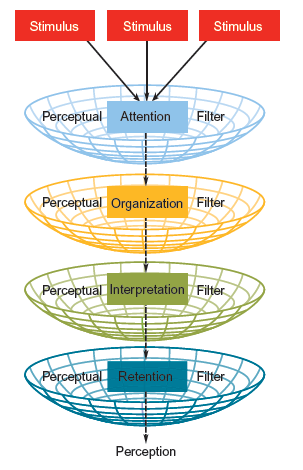 Stimulus Stimulus Stimulus
Perceptual Attention Filter
Perceptual Organization Filter
Perceptual Interpretation Filter
Perceptual Retention Filter
Perception